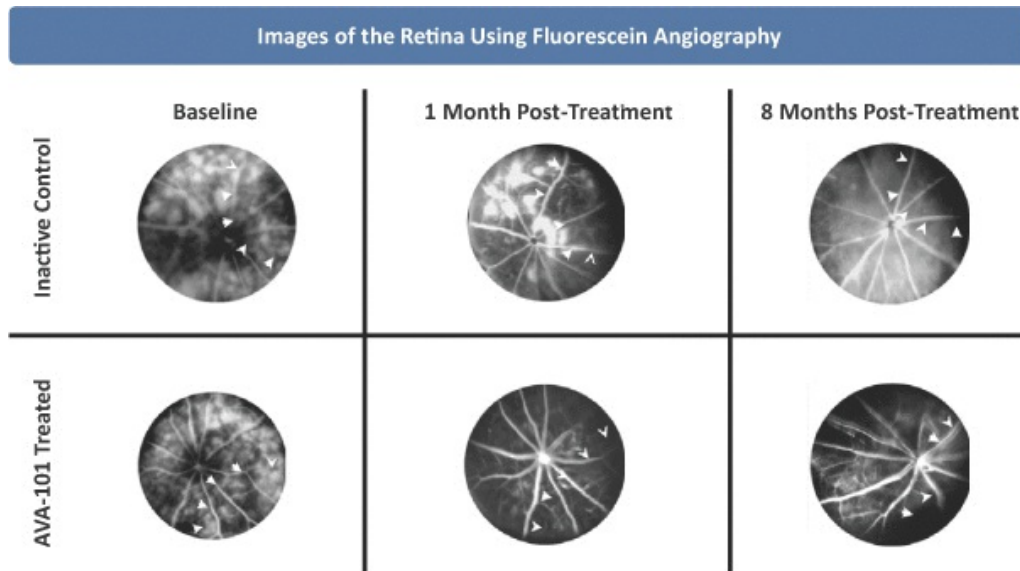 Images of the Retina Using Fluorescein Angiography
Baseline
1 Month Post-Treatment
8 Months Post-Treatment
Inactive Control
AVA-101 Treated